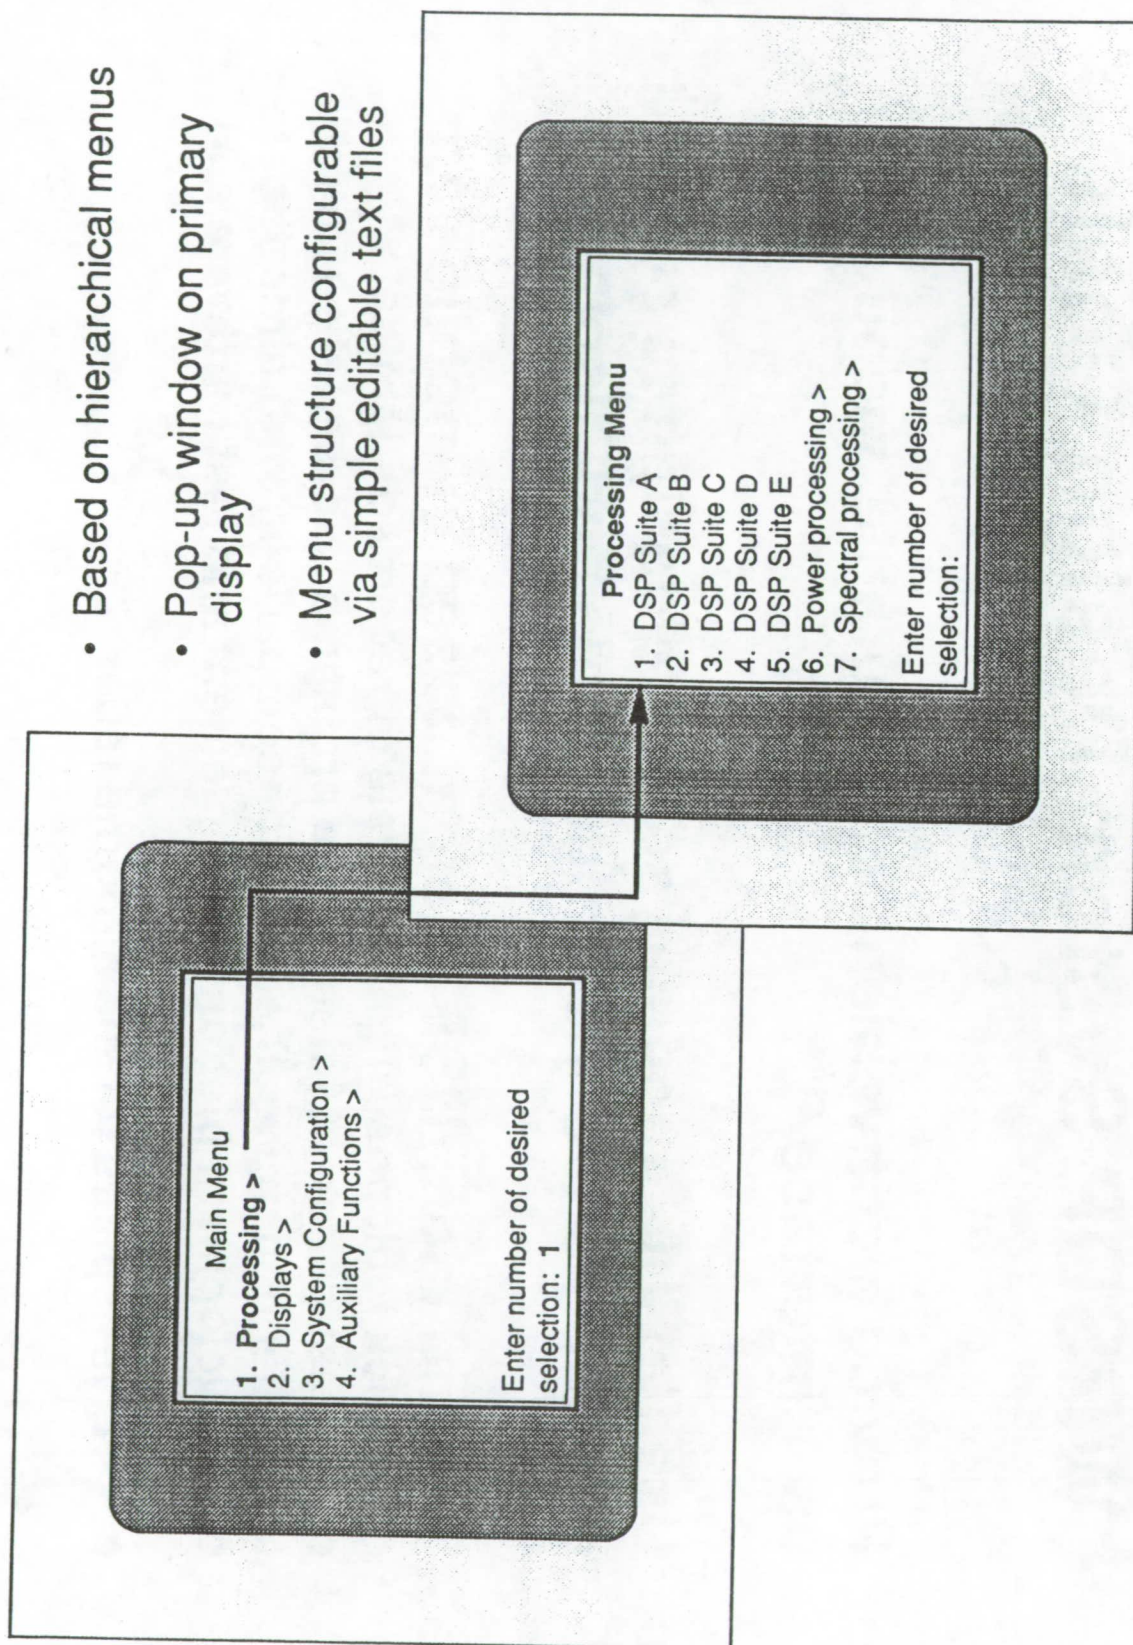 • Based on hierarchical menus
• Pop-up window on primary
display
• Menu structure configurable
via simple editable text files
Main Menu
1. Processing >
2. Displays >
3. System Configuration >
4. Auxiliary Functions >
Enter number of desired
selection: 1
Processing Menu
1. DSP Suite A
2. DSP Suite B
3. DSP Suite C
4. DSP Suite D
5. DSP Suite E
6. Power processing >
7. Spectral processing >
Enter number of desired
selection: